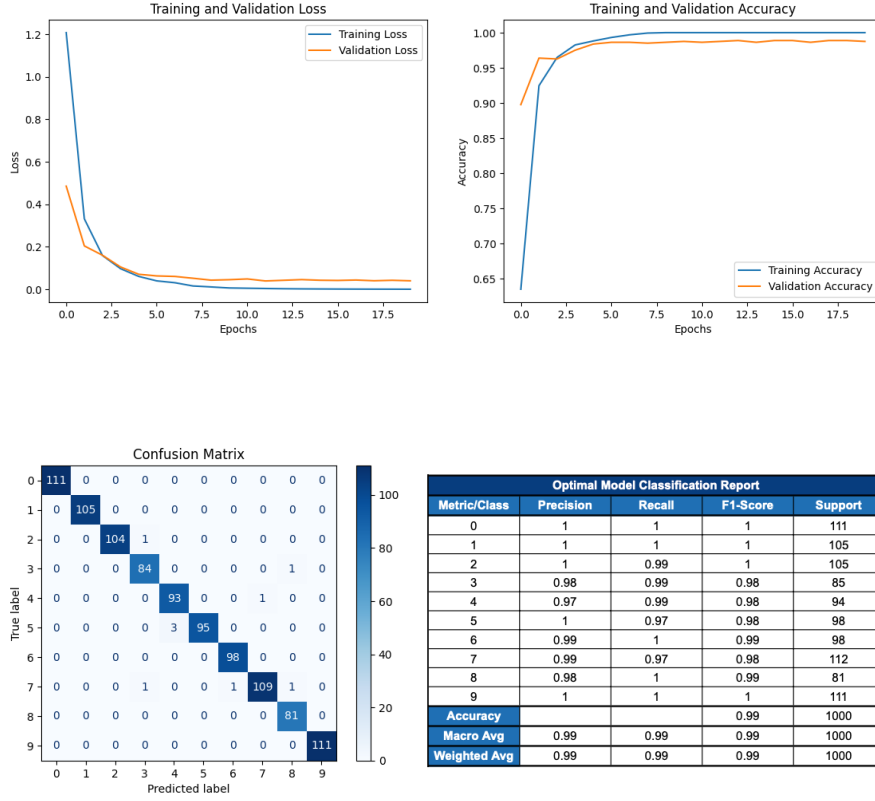 Training and Validation Loss
Training Loss
Validation Loss
1.2
1.0
0.8
0.6
0.4
0.2
0.0
Loss
0.0 2.5 5.0 7.5 10.0 12.5 15.0 17.5
Epochs
Training and Validation Accuracy
1.00
0.95
0.90
0.85
0.80
0.75
0.70
0.65
Accuracy
Training Accuracy
Validation Accuracy
0.0 2.5 5.0 7.5 10.0 12.5 15.0 17.5
Epochs
Confusion Matrix
True label
0 111 0 0 0 0 0 0 0 0 0
1 0 105 0 0 0 0 0 0 0 0
2 0 0 104 1 0 0 0 0 0 0
3 0 0 0 84 0 0 0 0 1 0
4 0 0 0 0 93 0 0 1 0 0
5 0 0 0 0 3 95 0 0 0 0
6 0 0 0 0 0 0 98 0 0 0
7 0 0 0 1 0 0 1 109 1 0
8 0 0 0 0 0 0 0 0 81 0
9 0 0 0 0 0 0 0 0 0 111
0 1 2 3 4 5 6 7 8 9
Predicted label
100
80
60
40
20
0
Optimal Model Classification Report
Metric/Class Precision Recall F1-Score Support
0 1 1 1 111
1 1 1 1 105
2 1 0.99 1 105
3 0.98 0.99 0.98 85
4 0.97 0.99 0.98 94
5 1 0.97 0.98 98
6 0.99 1 0.99 98
7 0.99 0.97 0.98 112
8 0.98 1 0.99 81
9 1 1 1 111
Accuracy 0.99 1000
Macro Avg 0.99 0.99 0.99 1000
Weighted Avg 0.99 0.99 0.99 1000